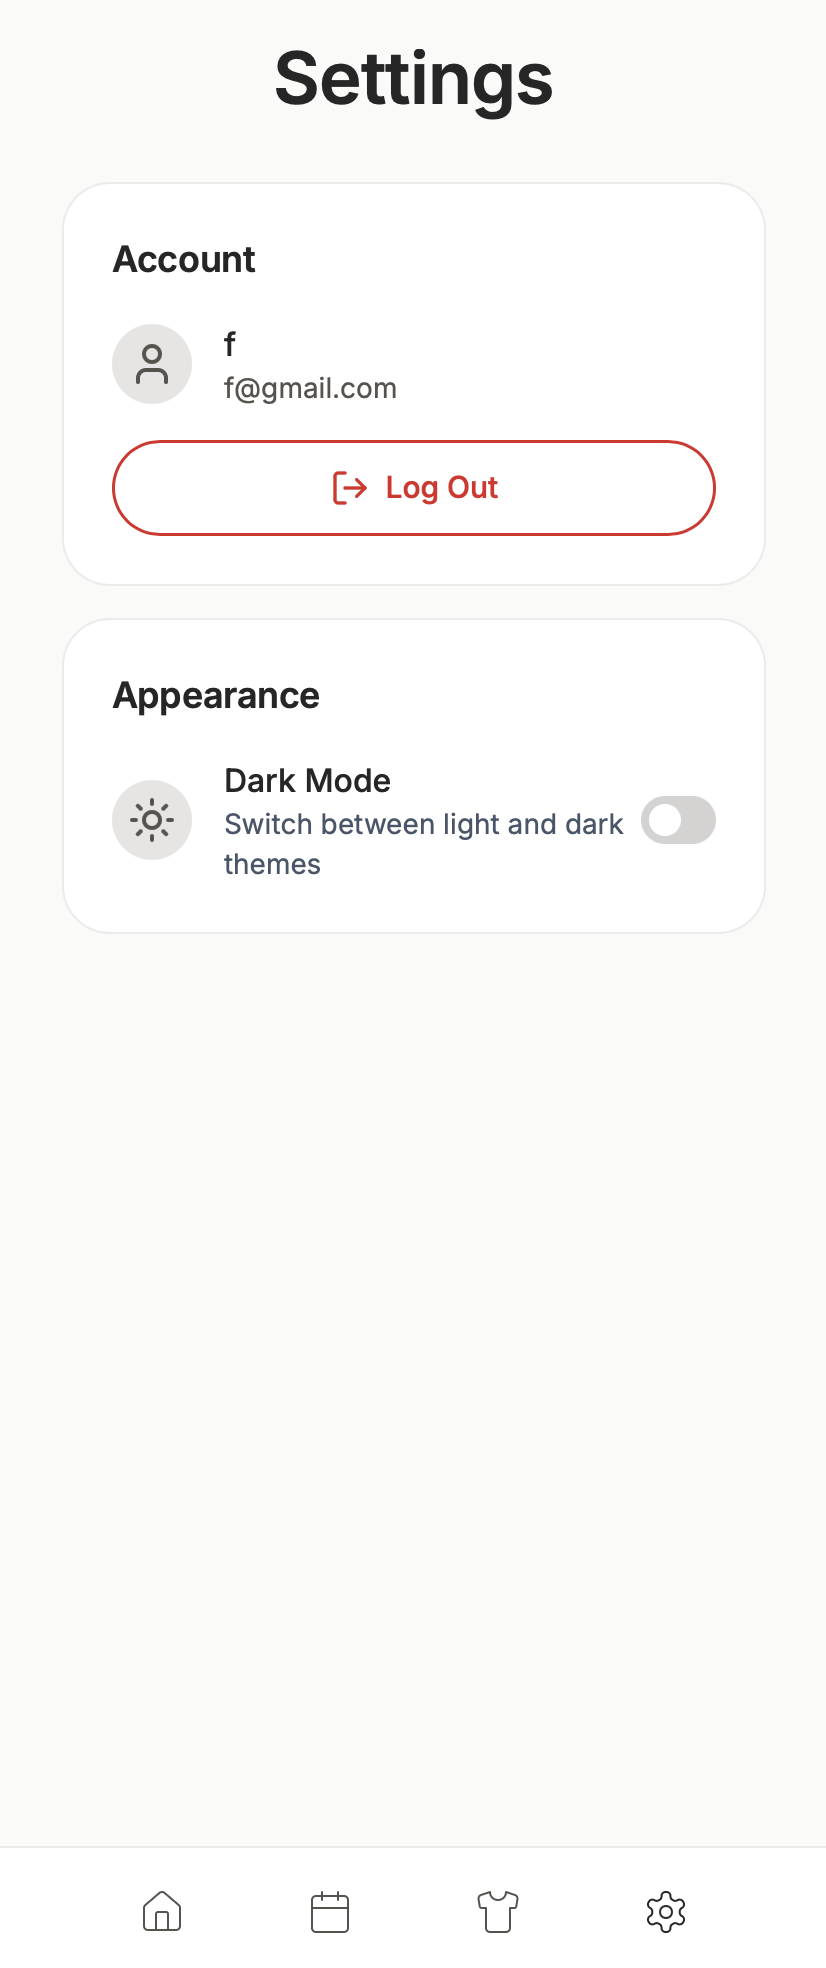 Settings
Account
f
f@gmail.com
Log Out
Appearance
Dark Mode
Switch between light and dark
themes